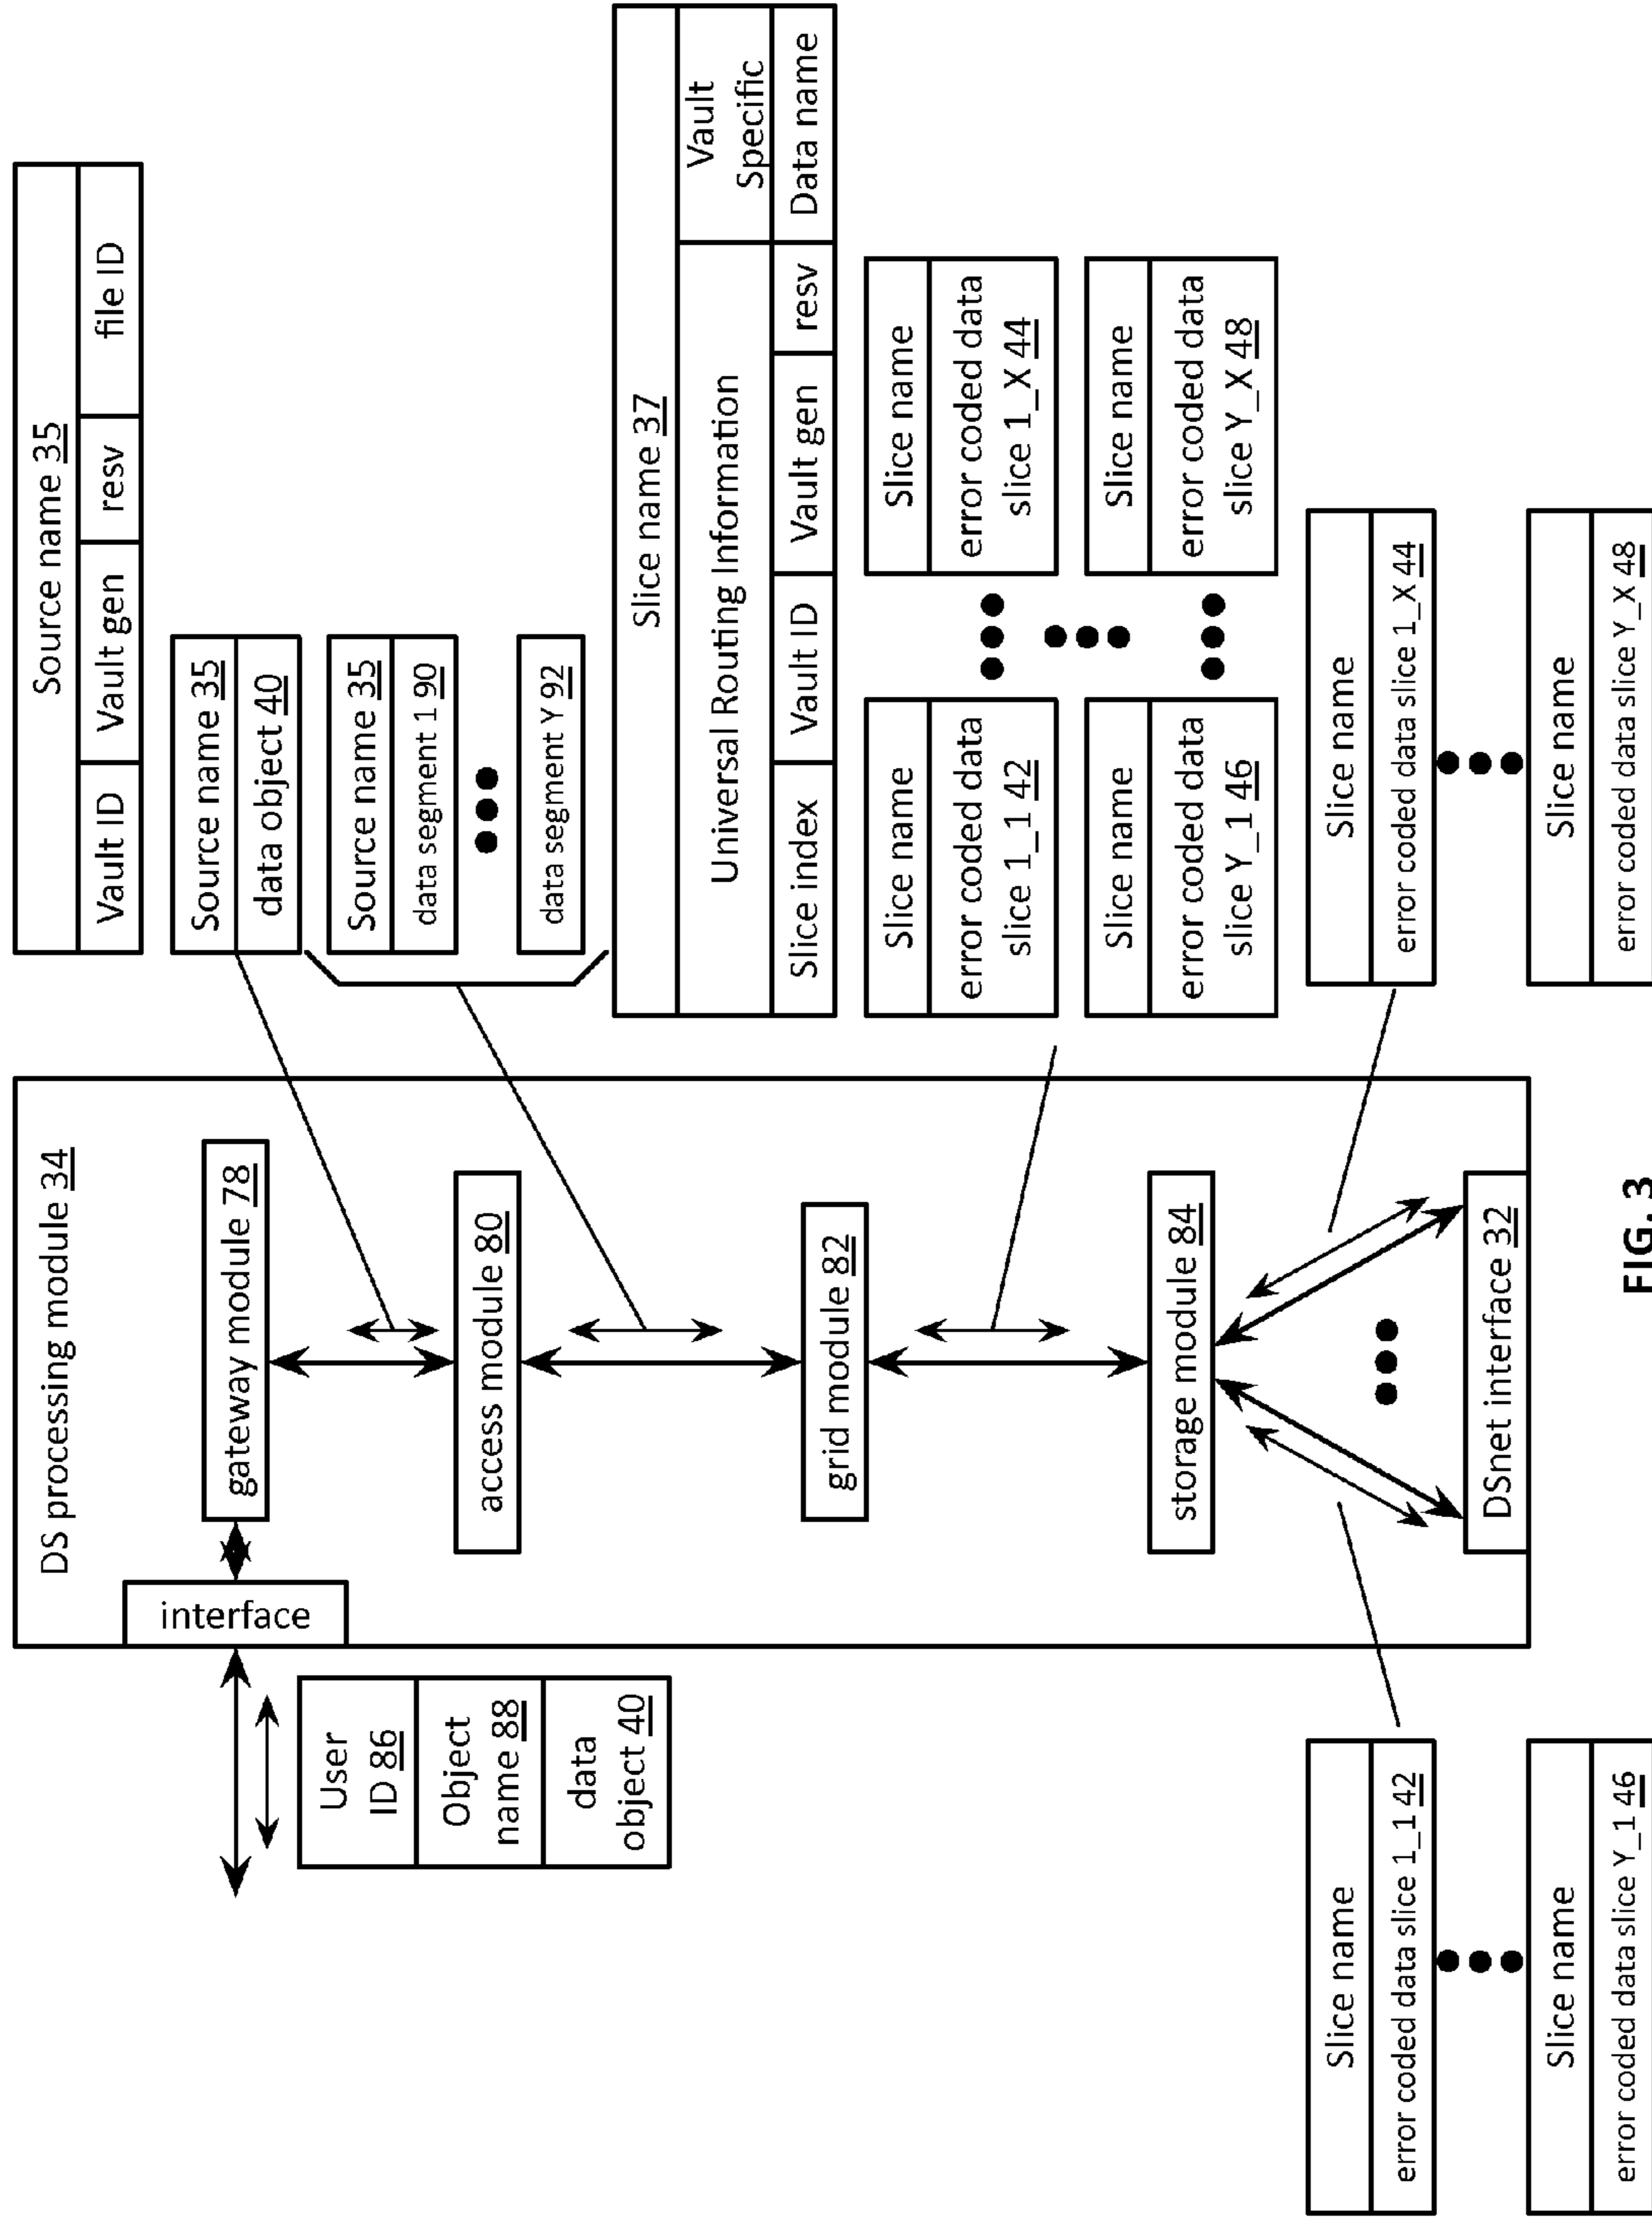 DS processing module 34
interface
gateway module 78
access module 80
grid module 82
storage module 84
DSnet interface 32
User
ID 86
Object
name 88
data
object 40
Source name 35
Vault ID
Vault gen
resv
file ID
Source name 35
data object 40
Source name 35
data segment 1 90
data segment Y 92
Slice name 37
Universal Routing Information
Vault
Specific
Slice index
Vault ID
Vault gen
resv
Data name
Slice name
error coded data
slice 1_1 42
Slice name
error coded data
slice 1_X 44
Slice name
error coded data
slice Y_1 46
Slice name
error coded data
slice Y_X 48
Slice name
error coded data slice 1_1 42
Slice name
error coded data slice Y_1 46
Slice name
error coded data slice 1_X 44
Slice name
error coded data slice Y_X 48
FIG. 3